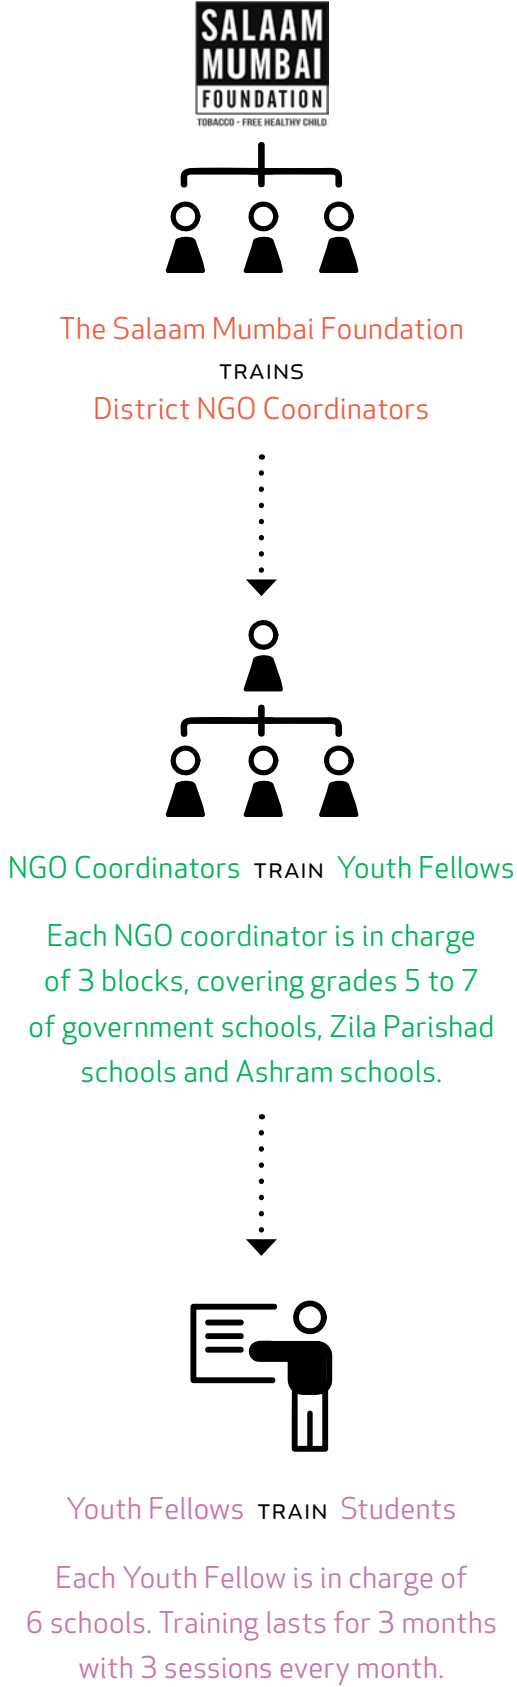 SALAAM
MUMBAI
FOUNDATION
TOBACCO - FREE HEALTHY CHILD
The Salaam Mumbai Foundation
TRAINS
District NGO Coordinators
NGO Coordinators TRAIN Youth Fellows
Each NGO coordinator is in charge
of 3 blocks, covering grades 5 to 7
of government schools, Zila Parishad
schools and Ashram schools.
Youth Fellows TRAIN Students
Each Youth Fellow is in charge of
6 schools. Training lasts for 3 months
with 3 sessions every month.